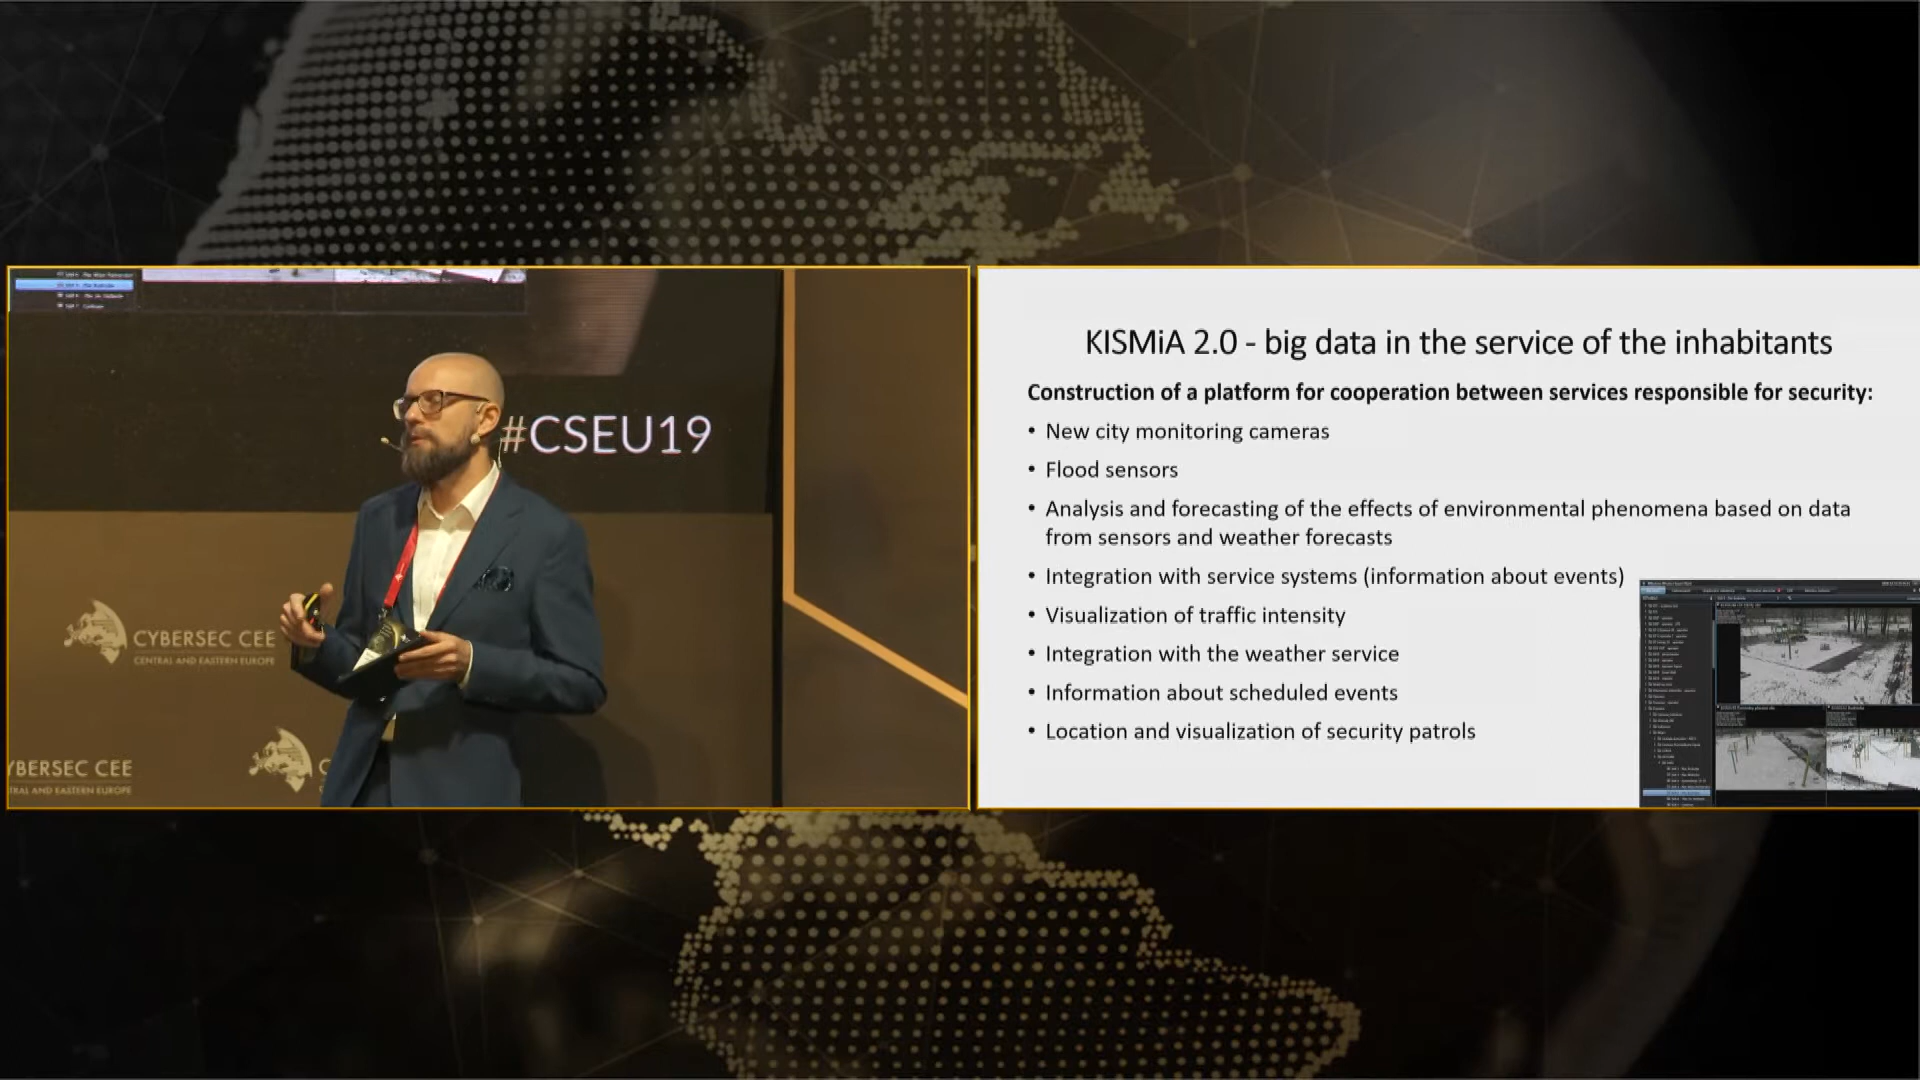 #CSEU19
CYBERSEC CEE
CENTRAL AND EASTERN EUROPE
YBERSEC CEE
RAL AND EASTERN EUROPE
C
KISMiA 2.0 - big data in the service of the inhabitants
Construction of a platform for cooperation between services responsible for security:
• New city monitoring cameras
• Flood sensors
• Analysis and forecasting of the effects of environmental phenomena based on data
from sensors and weather forecasts
• Integration with service systems (information about events)
• Visualization of traffic intensity
• Integration with the weather service
• Information about scheduled events
• Location and visualization of security patrols